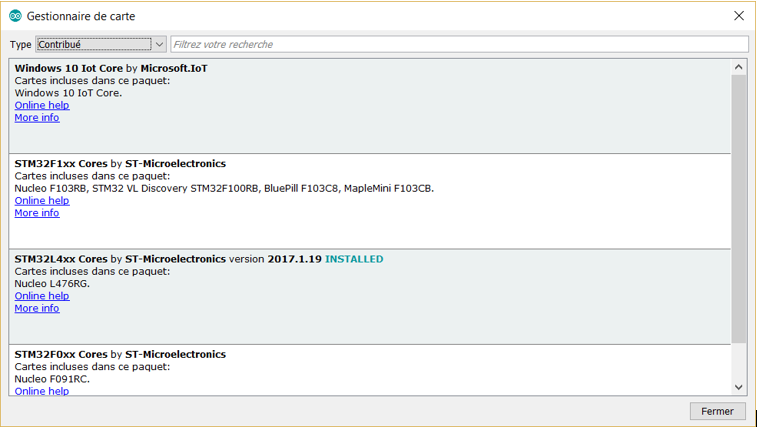 Gestionnaire de carte
Type Contribué Filtrez votre recherche
Windows 10 Iot Core by Microsoft.IoT
Cartes incluses dans ce paquet:
Windows 10 IoT Core.
Online help
More info
STM32F1xx Cores by ST-Microelectronics
Cartes incluses dans ce paquet:
Nucleo F103RB, STM32 VL Discovery STM32F100RB, BluePill F103C8, MapleMini F103CB.
Online help
More info
STM32L4xx Cores by ST-Microelectronics version 2017.1.19 INSTALLED
Cartes incluses dans ce paquet:
Nucleo L476RG.
Online help
More info
STM32F0xx Cores by ST-Microelectronics
Cartes incluses dans ce paquet:
Nucleo F091RC.
Online help
Fermer